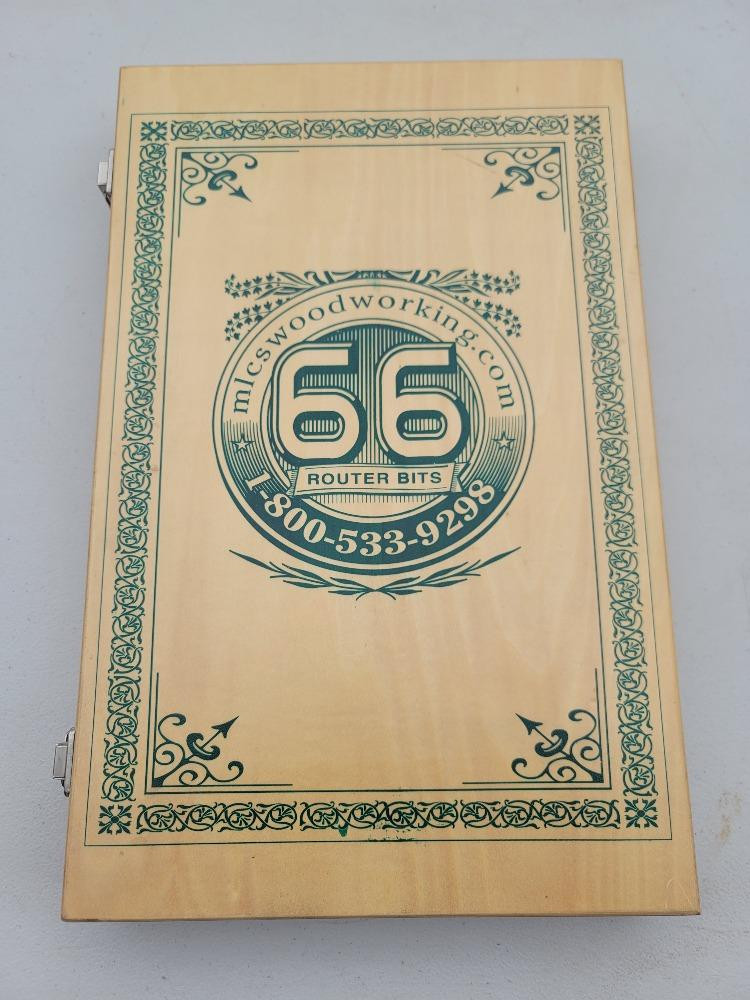 mlcswoodworking.com
66
ROUTER BITS
1-800-533-9298